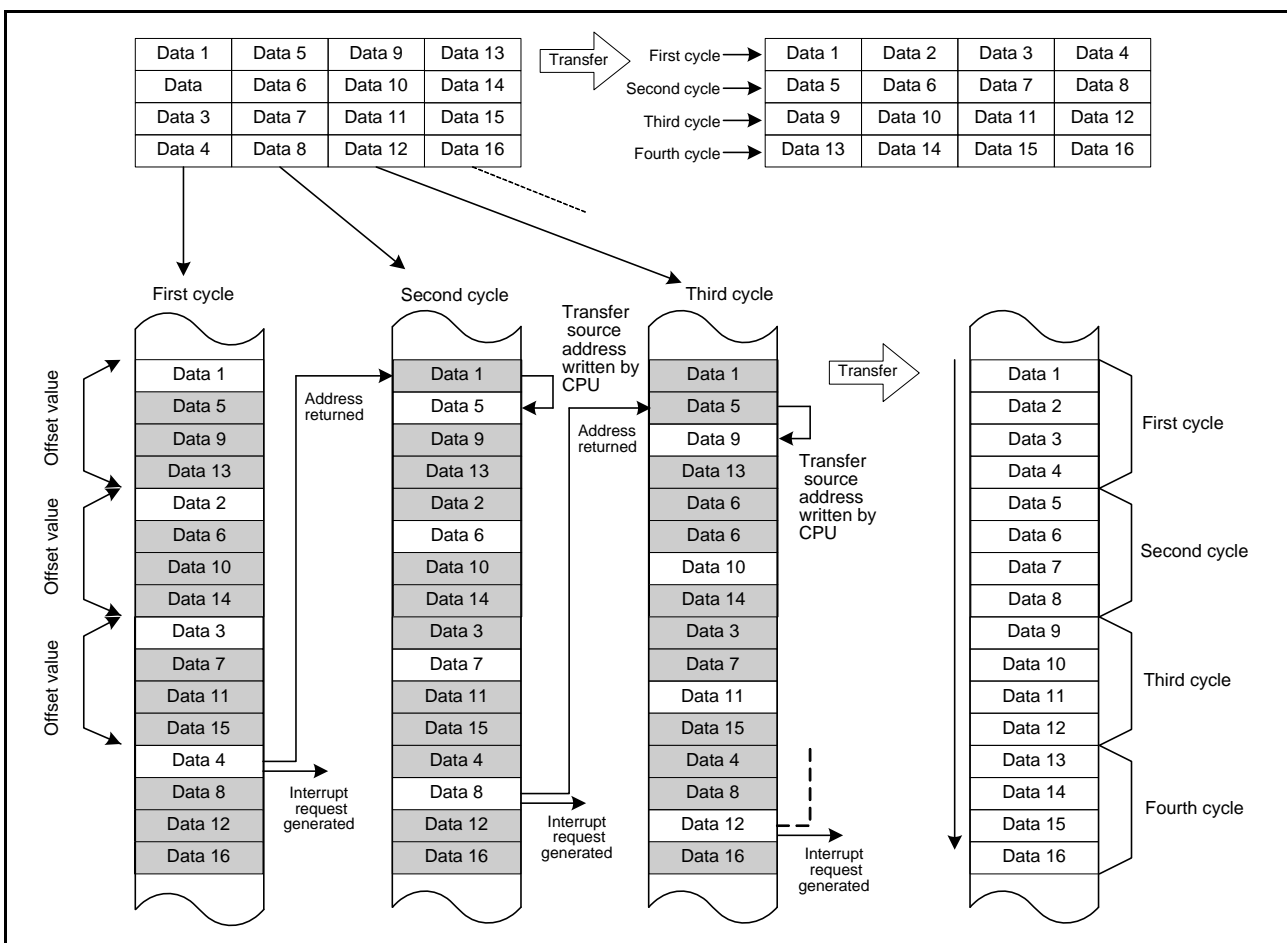 Data 1 Data 5 Data 9 Data 13
Data Data 6 Data 10 Data 14
Data 3 Data 7 Data 11 Data 15
Data 4 Data 8 Data 12 Data 16
Transfer
First cycle Data 1 Data 2 Data 3 Data 4
Second cycle Data 5 Data 6 Data 7 Data 8
Third cycle Data 9 Data 10 Data 11 Data 12
Fourth cycle Data 13 Data 14 Data 15 Data 16
First cycle
Offset value
Offset value
Offset value
Data 1
Data 5
Data 9
Data 13
Data 2
Data 6
Data 10
Data 14
Data 3
Data 7
Data 11
Data 15
Data 4
Data 8
Data 12
Data 16
Address
returned
Interrupt
request
generated
Second cycle
Data 1
Data 5
Data 9
Data 13
Data 2
Data 6
Data 10
Data 14
Data 3
Data 7
Data 11
Data 15
Data 4
Data 8
Data 12
Data 16
Transfer
source
address
written by
CPU
Address
returned
Interrupt
request
generated
Third cycle
Data 1
Data 5
Data 9
Data 13
Data 6
Data 6
Data 10
Data 14
Data 3
Data 7
Data 11
Data 15
Data 4
Data 8
Data 12
Data 16
Transfer
source
address
written by
CPU
Interrupt
request
generated
Transfer
Data 1
Data 2
Data 3
Data 4
Data 5
Data 6
Data 7
Data 8
Data 9
Data 10
Data 11
Data 12
Data 13
Data 14
Data 15
Data 16
First cycle
Second cycle
Third cycle
Fourth cycle